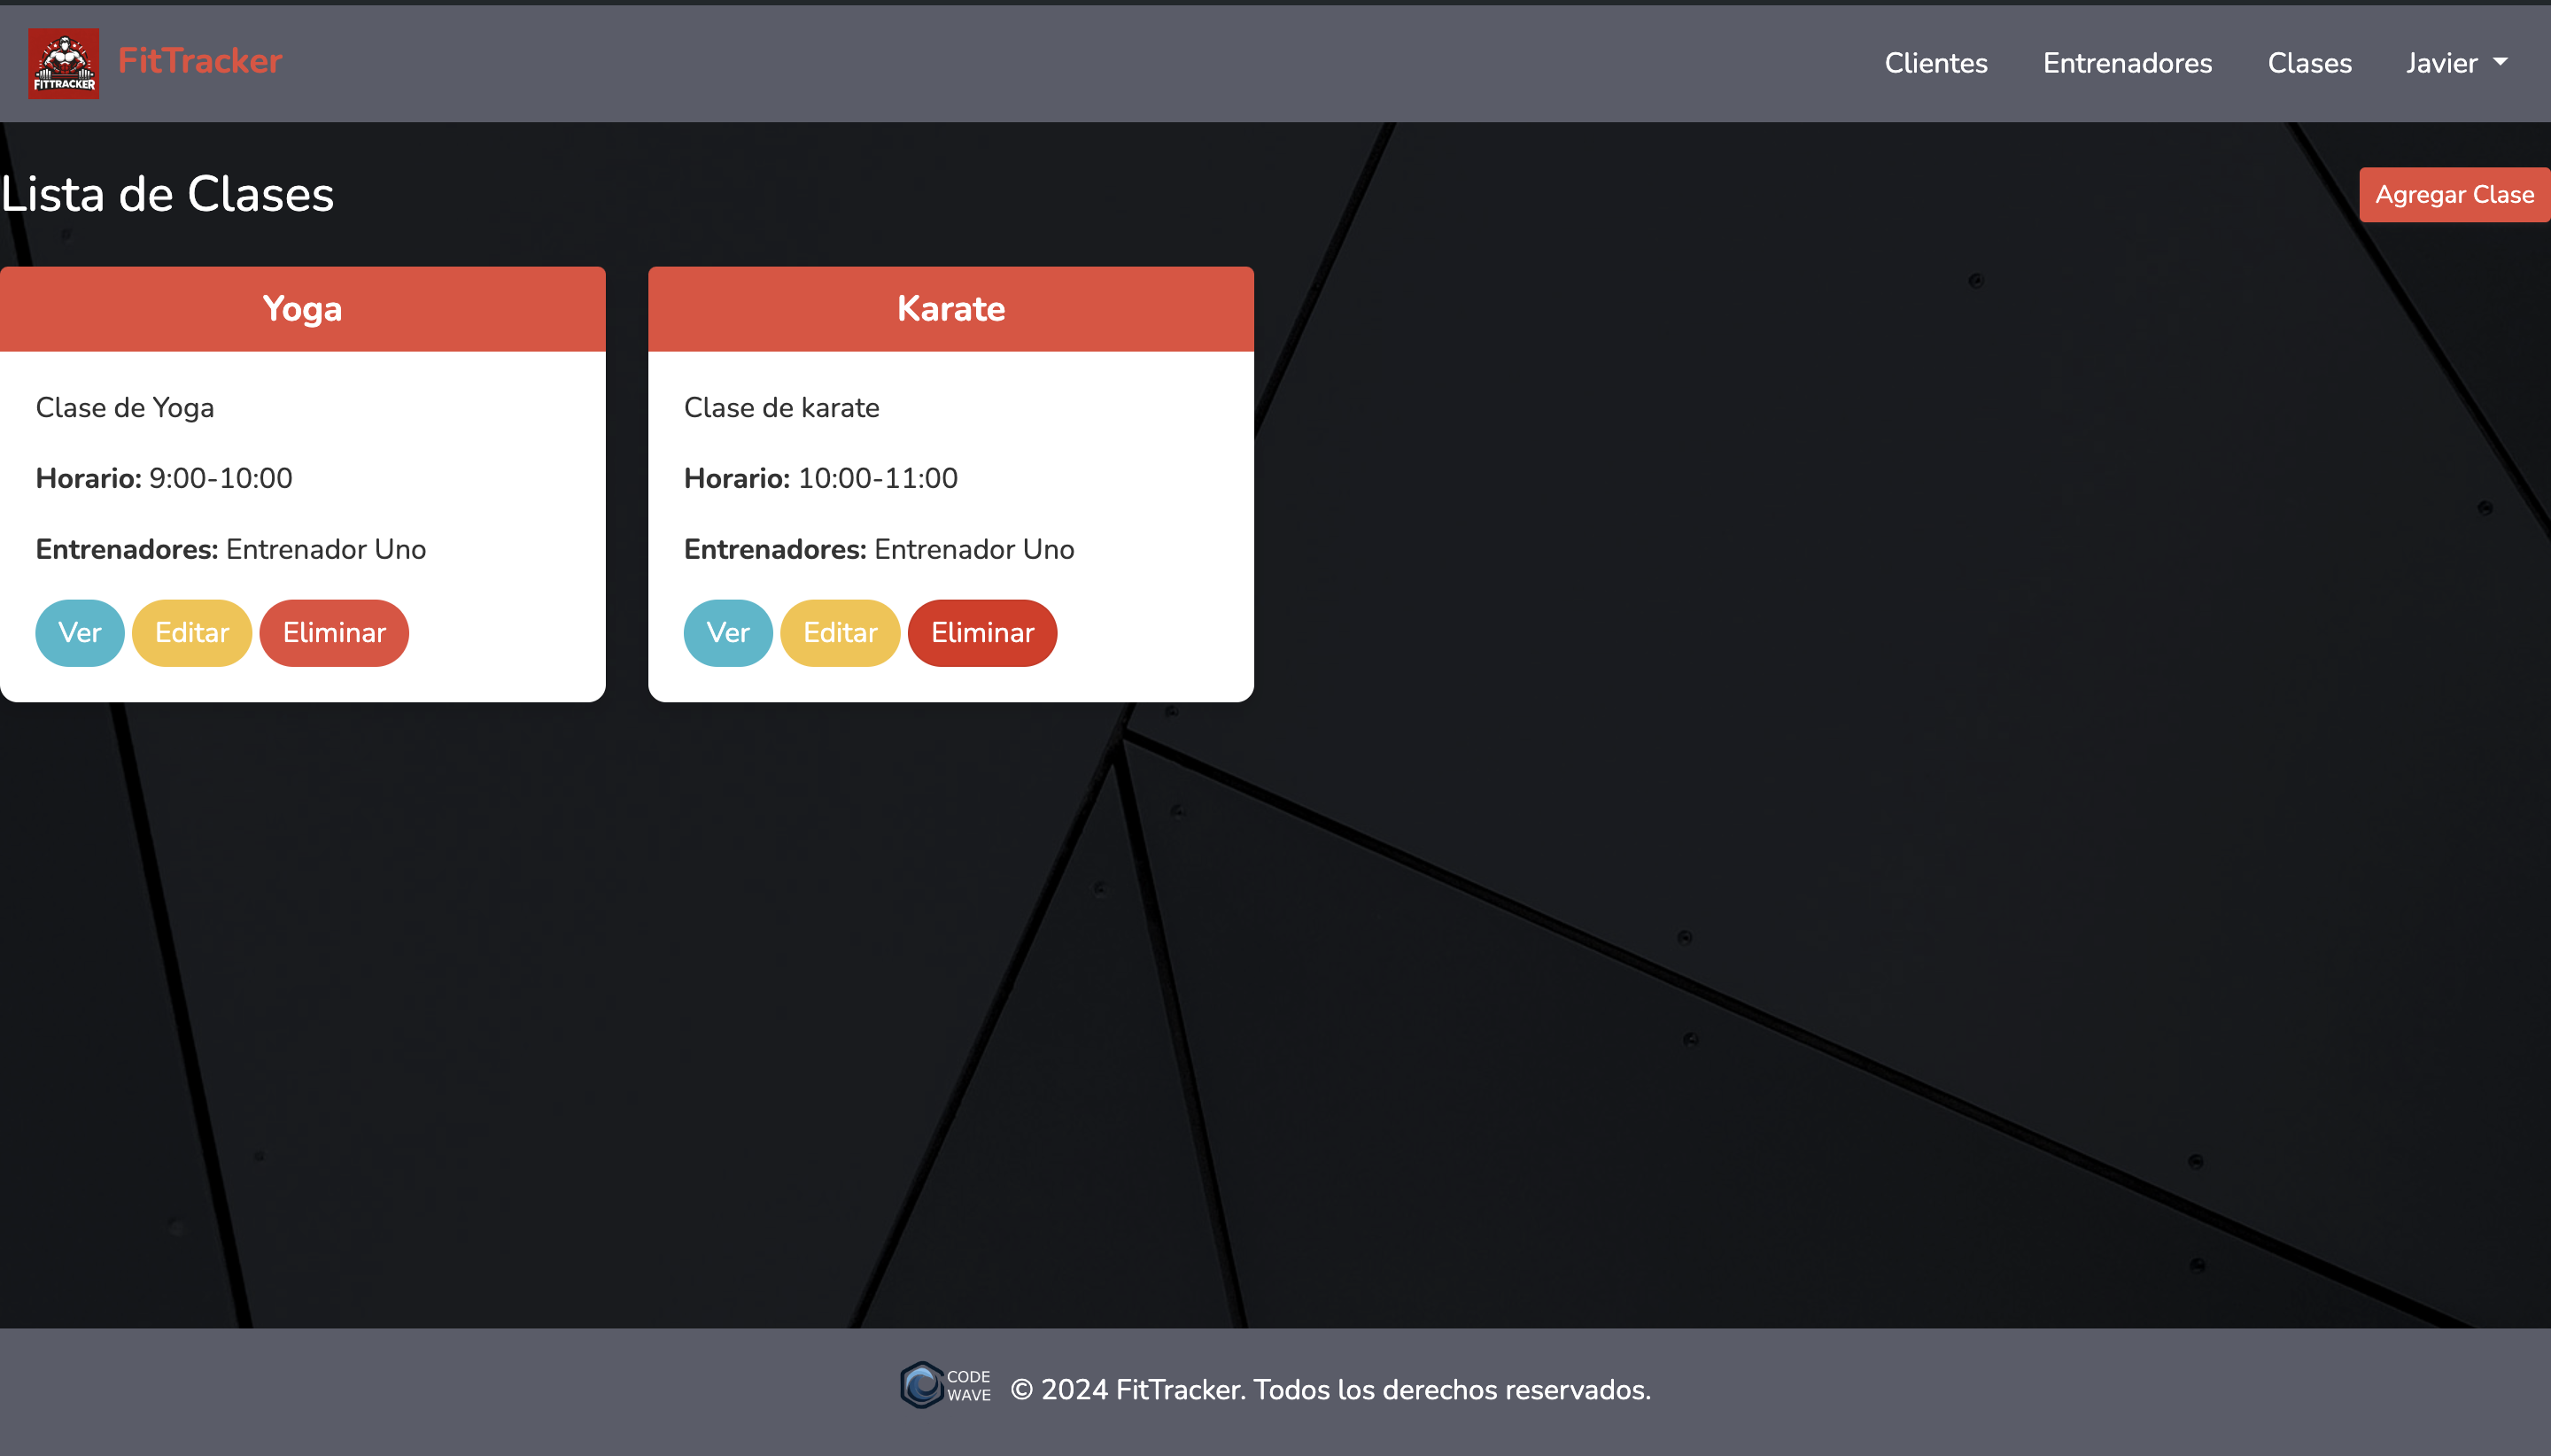 FITTRACKER
FitTracker
Clientes
Entrenadores
Clases
Javier
Lista de Clases
Agregar Clase
Yoga
Clase de Yoga
Horario: 9:00-10:00
Entrenadores: Entrenador Uno
Ver
Editar
Eliminar
Karate
Clase de karate
Horario: 10:00-11:00
Entrenadores: Entrenador Uno
Ver
Editar
Eliminar
CODE
WAVE
© 2024 FitTracker. Todos los derechos reservados.